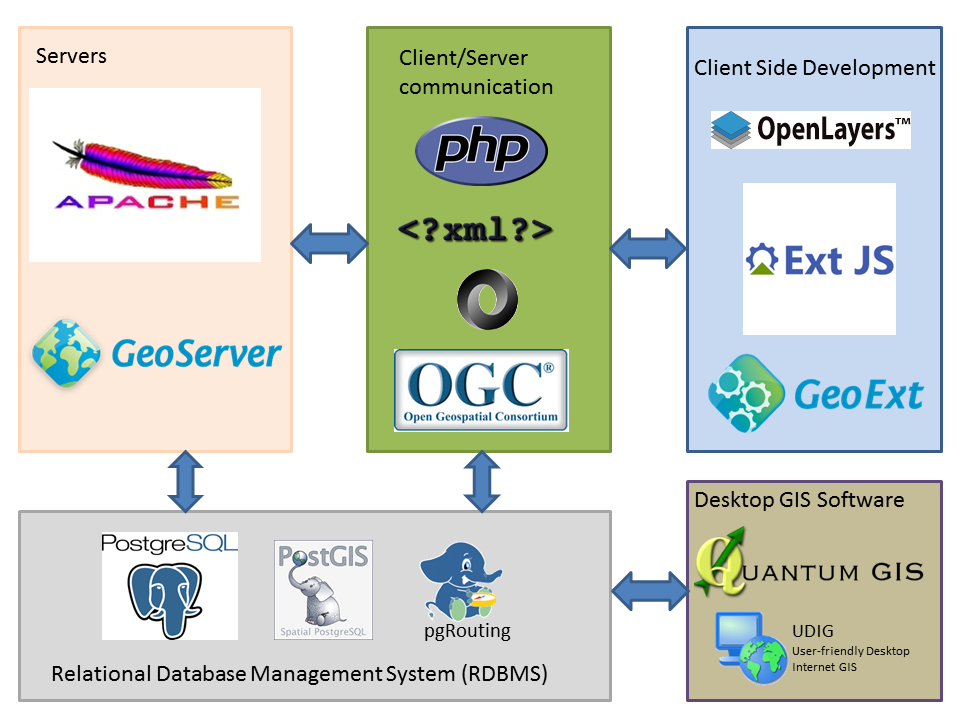 Servers
APACHE
GeoServer
Client/Server
communication
php
<?xml?>
OGC®
Open Geospatial Consortium
Client Side Development
OpenLayers™
Ext JS
GeoExt
PostgreSQL
PostGIS
Spatial PostgreSQL
pgRouting
Relational Database Management System (RDBMS)
Desktop GIS Software
QUANTUM GIS
UDIG
User-friendly Desktop
Internet GIS